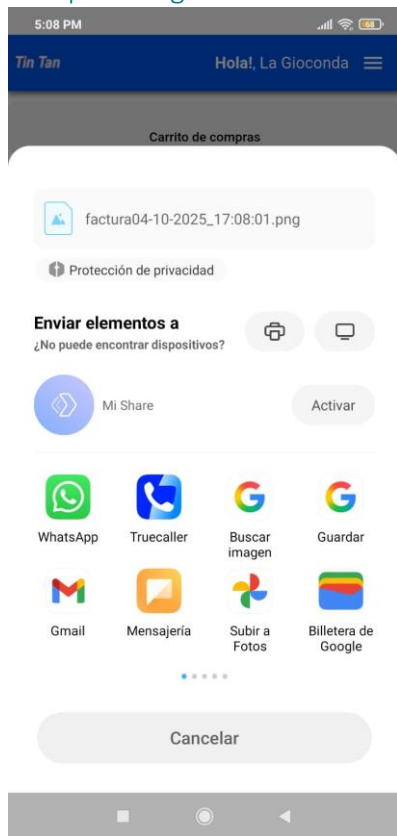 5:08 PM
68
Tin Tan
Hola!, La Gioconda
Carrito de compras
factura04-10-2025_17:08:01.png
Protección de privacidad
Enviar elementos a
¿No puede encontrar dispositivos?
Mi Share
Activar
WhatsApp
Truecaller
Buscar
imagen
Guardar
Gmail
Mensajería
Subir a
Fotos
Billetera de
Google
Cancelar